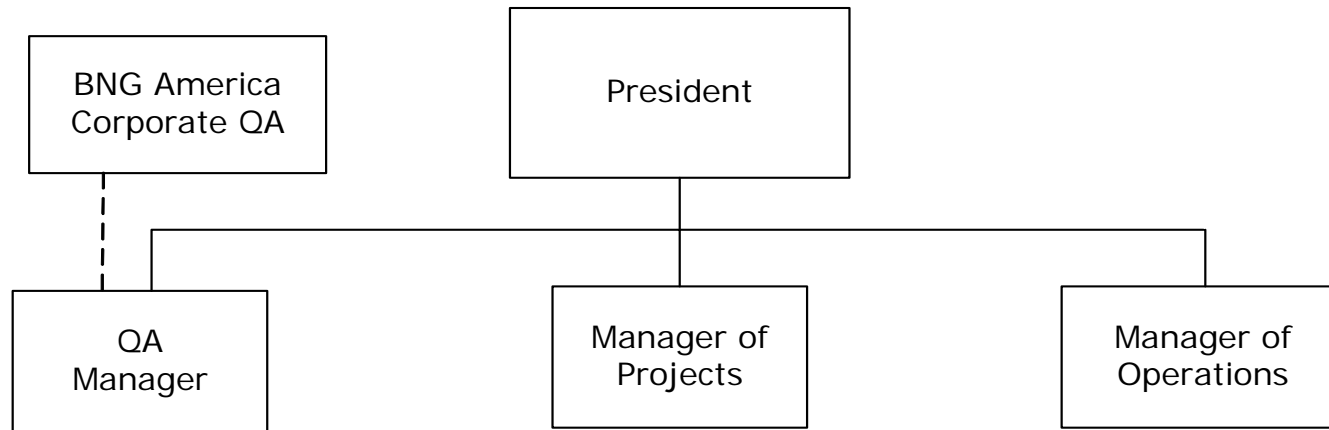 BNG America
Corporate QA
President
QA
Manager
Manager of
Projects
Manager of
Operations